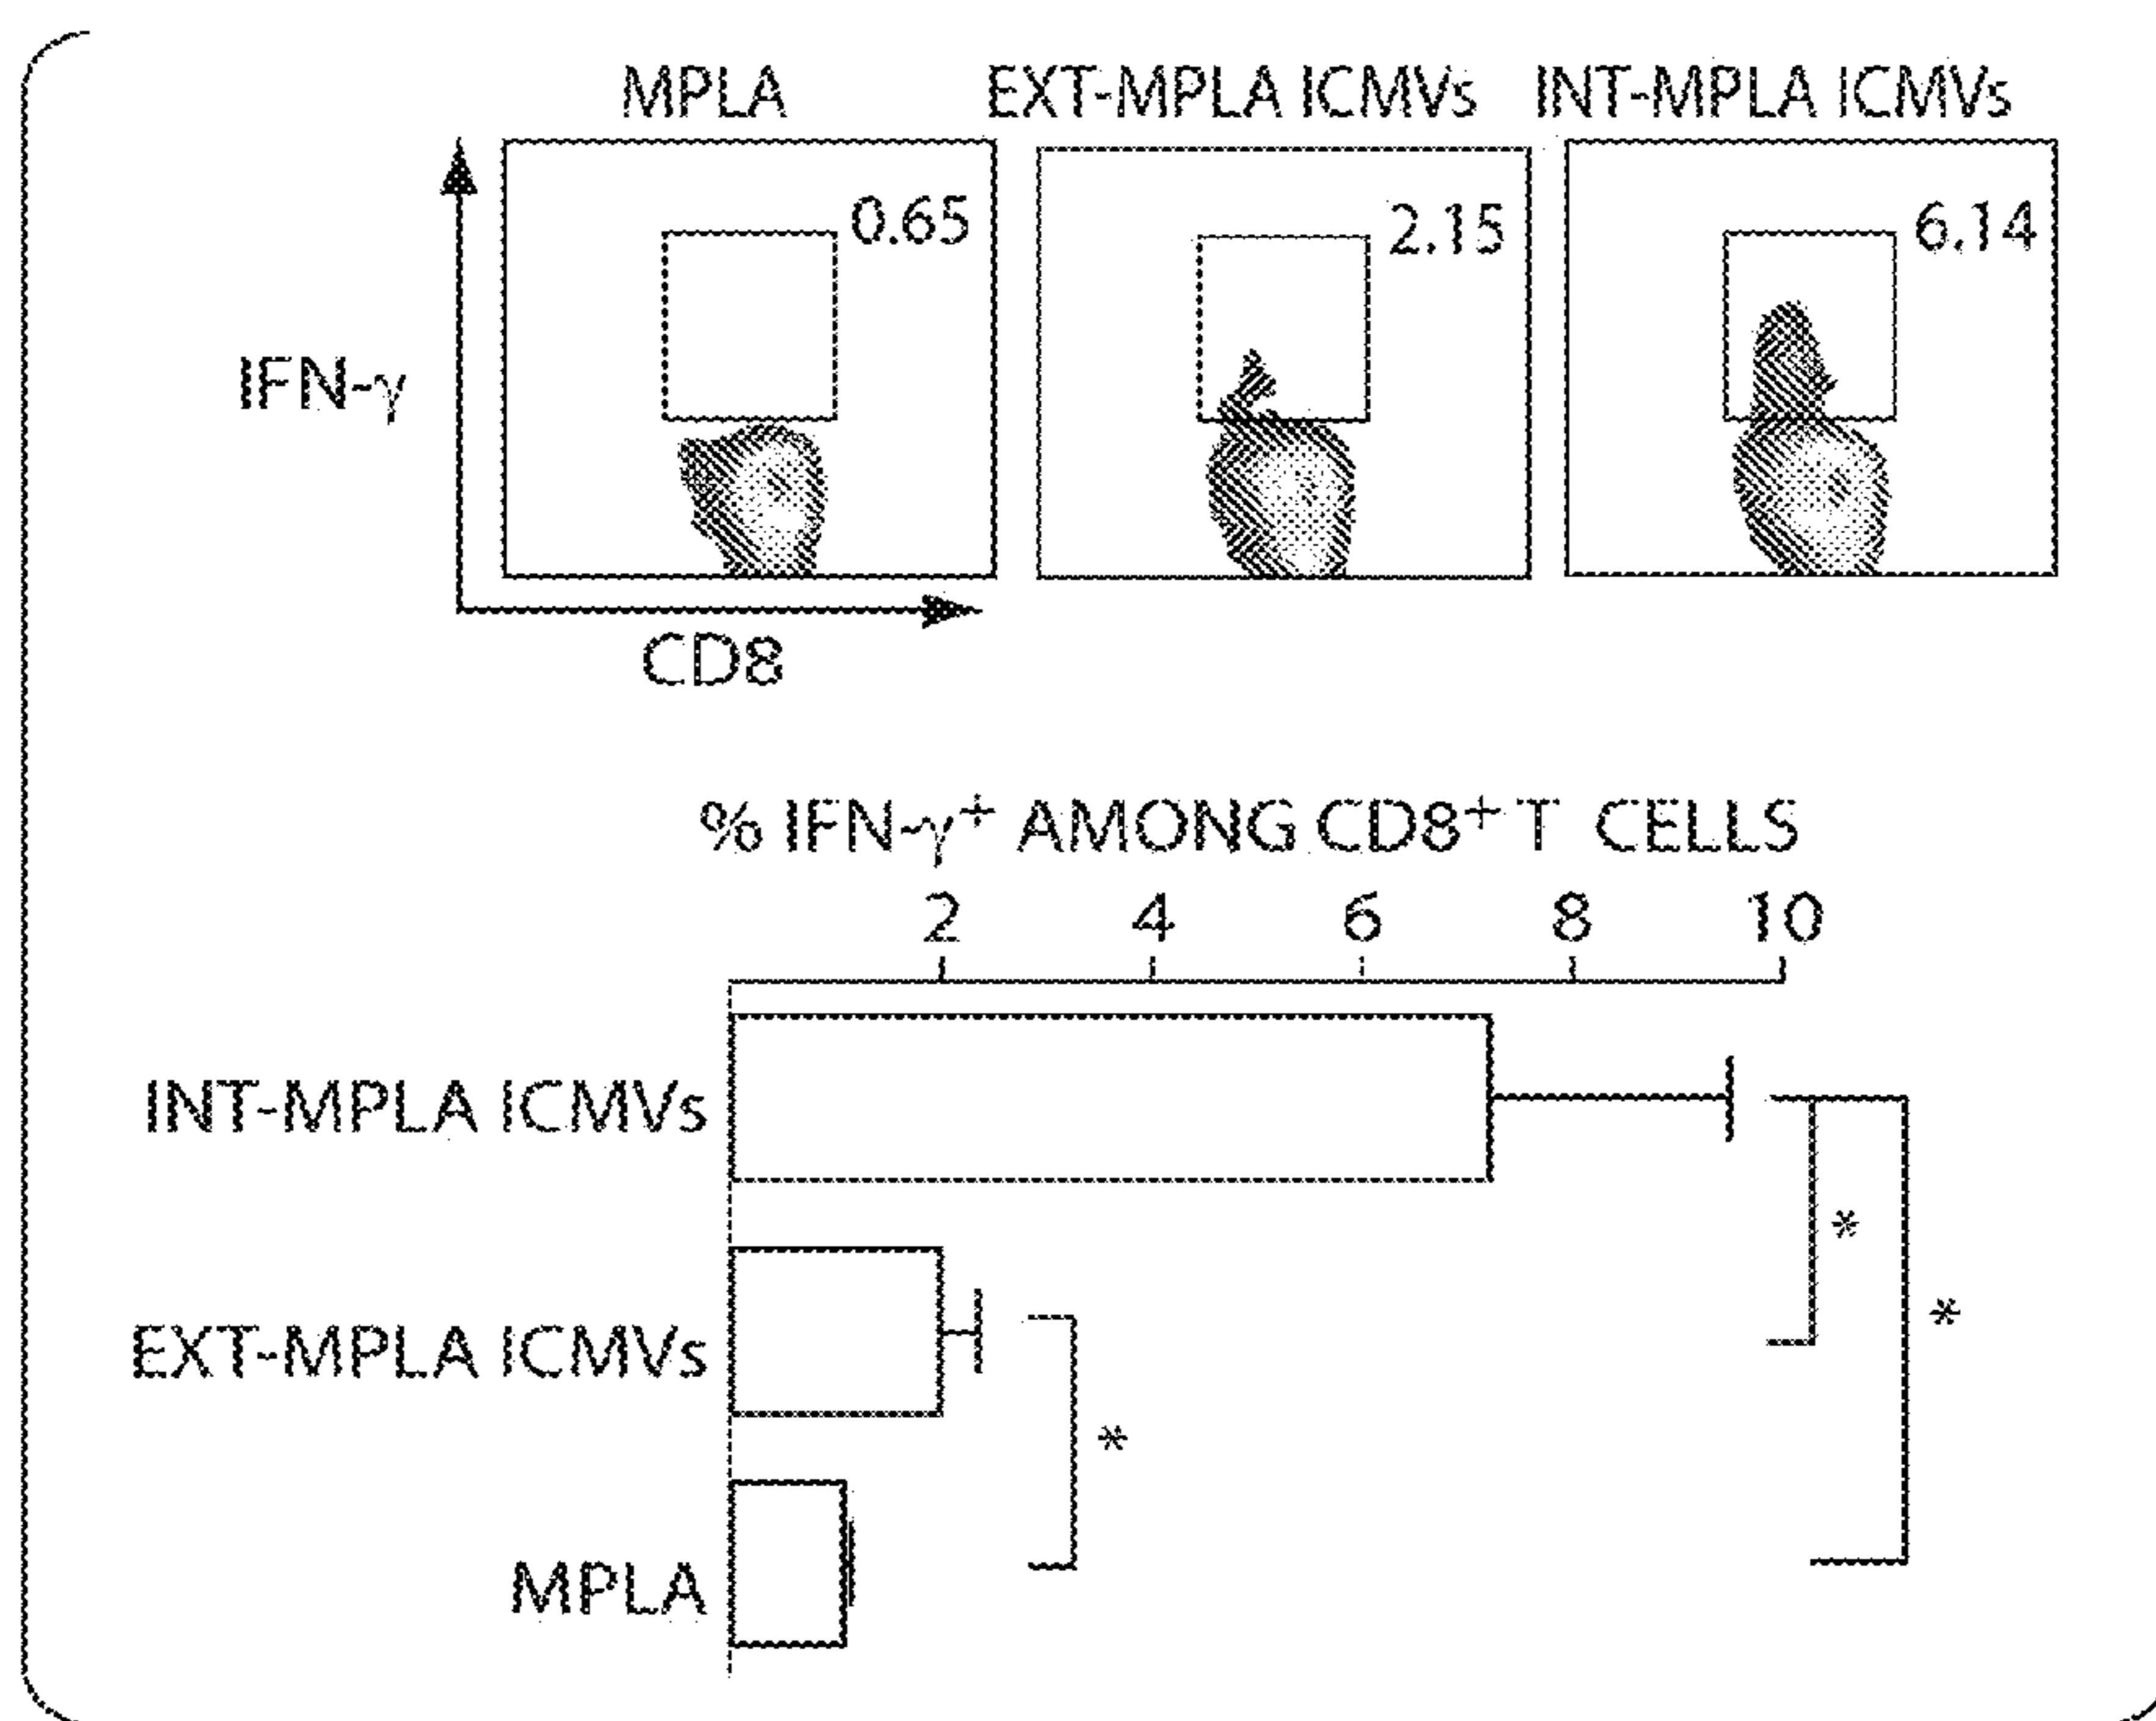 MPLA EXT-MPLA ICMVs INT-MPLA ICMVs
0.65 2.15 6.14
IFN-γ
CD8
% IFN-γ+ AMONG CD8+ T CELLS
2 4 6 8 10
INT-MPLA ICMVs
*
*
EXT-MPLA ICMVs
*
MPLA